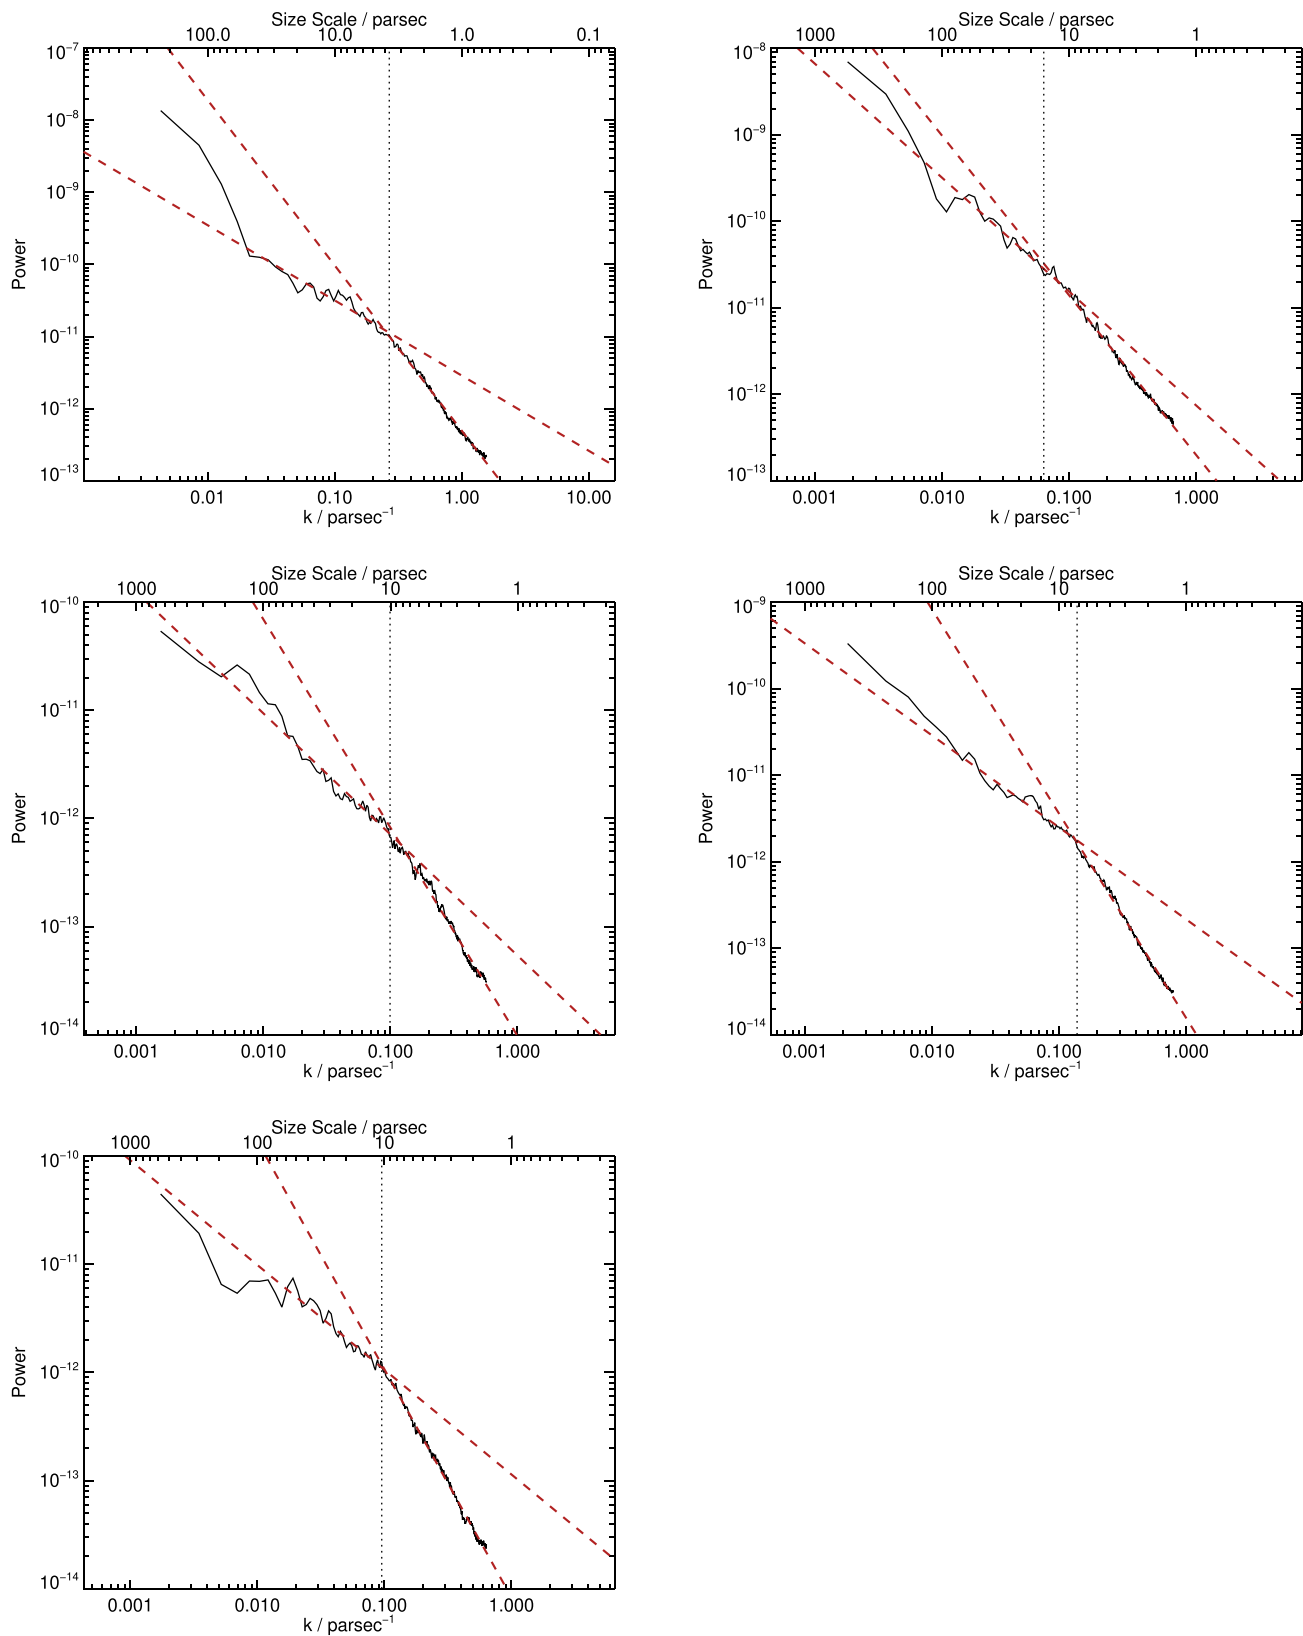 Size Scale / parsec
100.0 10.0 1.0 0.1
10⁻⁷
10⁻⁸
10⁻⁹
10⁻¹⁰
10⁻¹¹
10⁻¹²
10⁻¹³
Power
0.01 0.10 1.00 10.00
k / parsec⁻¹
Size Scale / parsec
1000 100 10 1
10⁻⁸
10⁻⁹
10⁻¹⁰
10⁻¹¹
10⁻¹²
10⁻¹³
Power
0.001 0.010 0.100 1.000
k / parsec⁻¹
Size Scale / parsec
1000 100 10 1
10⁻¹⁰
10⁻¹¹
10⁻¹²
10⁻¹³
10⁻¹⁴
Power
0.001 0.010 0.100 1.000
k / parsec⁻¹
Size Scale / parsec
1000 100 10 1
10⁻⁹
10⁻¹⁰
10⁻¹¹
10⁻¹²
10⁻¹³
10⁻¹⁴
Power
0.001 0.010 0.100 1.000
k / parsec⁻¹
Size Scale / parsec
1000 100 10 1
10⁻¹⁰
10⁻¹¹
10⁻¹²
10⁻¹³
10⁻¹⁴
Power
0.001 0.010 0.100 1.000
k / parsec⁻¹